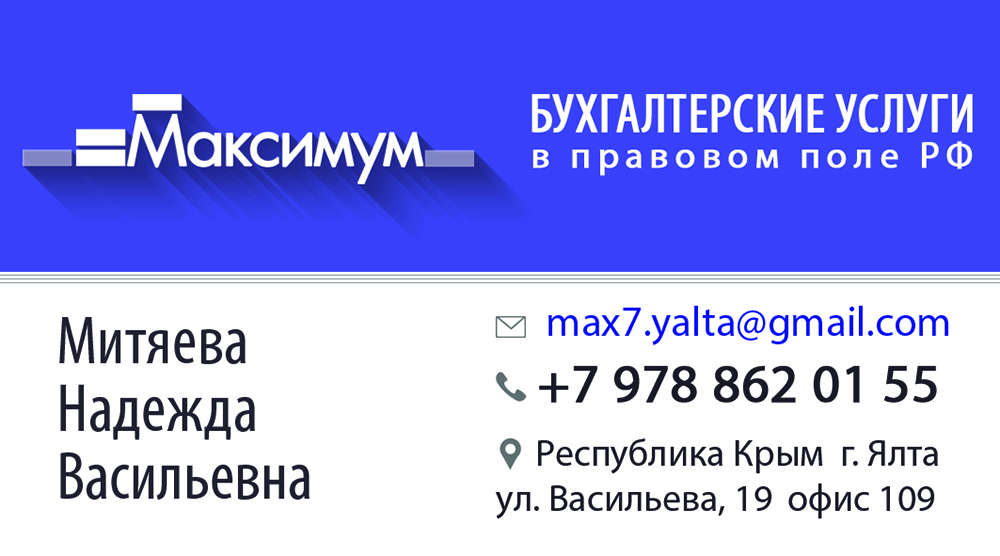 Максимум
БУХГАЛТЕРСКИЕ УСЛУГИ
в правовом поле РФ
Митяева
Надежда
Васильевна
max7.yalta@gmail.com
+7 978 862 01 55
Республика Крым г. Ялта
ул. Васильева, 19 офис 109